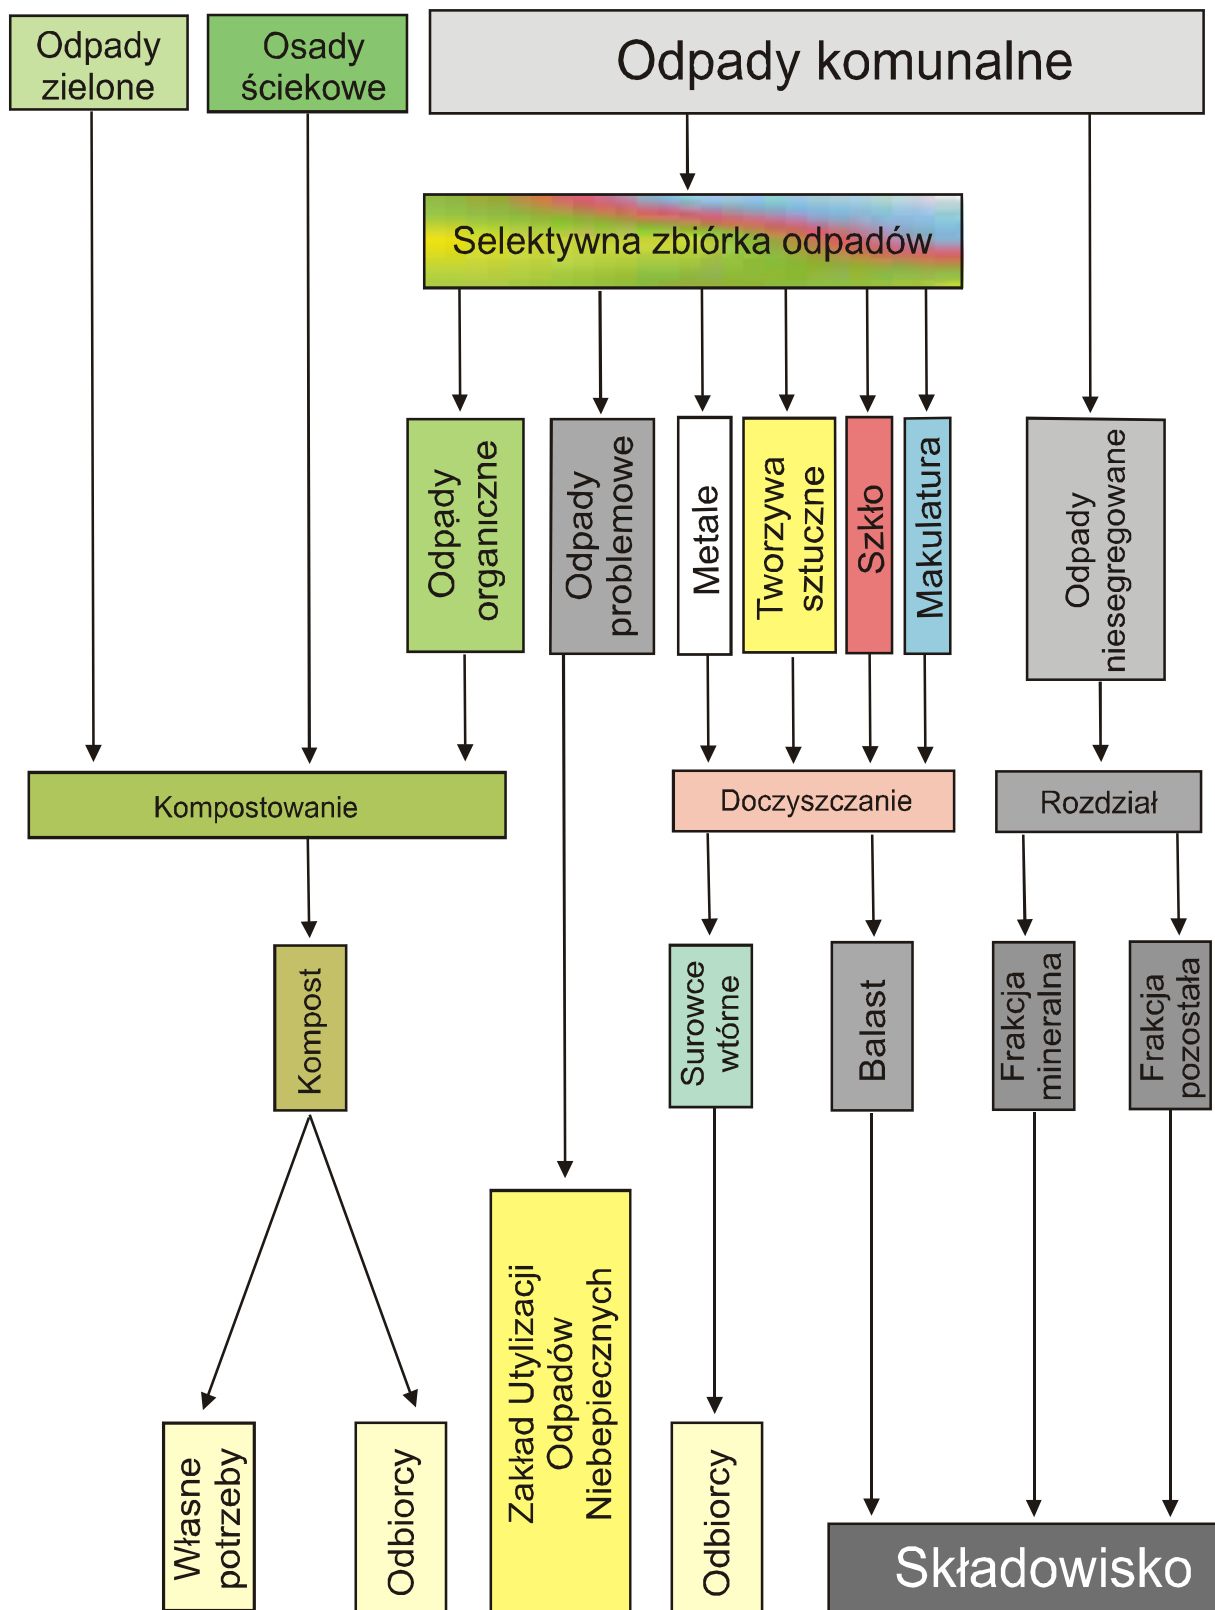 Odpady
zielone
Osady
ściekowe
Odpady komunalne
Selektywna zbiórka odpadów
Odpądy
organiczne
Odpady
problemowe
Metale
Tworzywa
sztuczne
Szkło
Makulatura
Odpady
niesegregowane
Kompostowanie
Doczyszczanie
Rozdział
Kompost
Surowce
wtórne
Balast
Frakcja
mineralna
Frakcja
pozostała
Własne
potrzeby
Odbiorcy
Zakład Utylizacji
Odpadów
Niebepiecznych
Odbiorcy
Składowisko